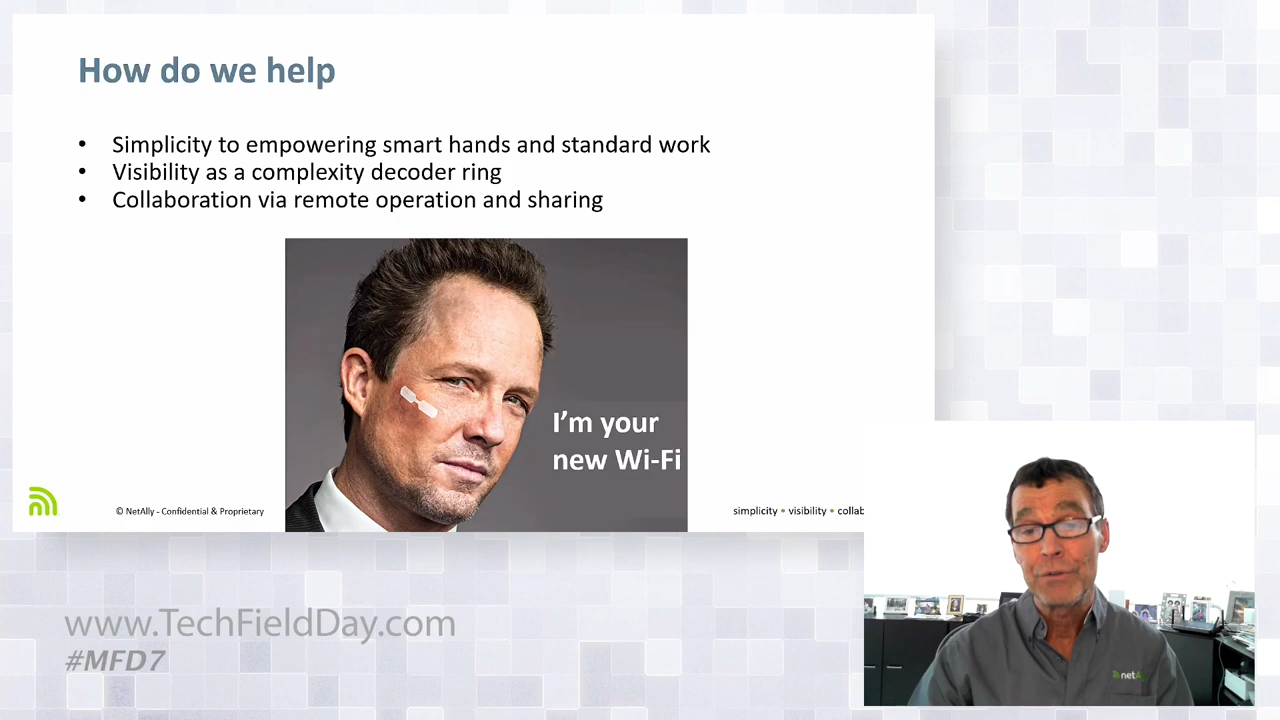 How do we help
• Simplicity to empowering smart hands and standard work
• Visibility as a complexity decoder ring
• Collaboration via remote operation and sharing
I'm your
new Wi-Fi
© NetAlly - Confidential & Proprietary
simplicity • visibility • collab
www.TechFieldDay.com
#MFD7
netA